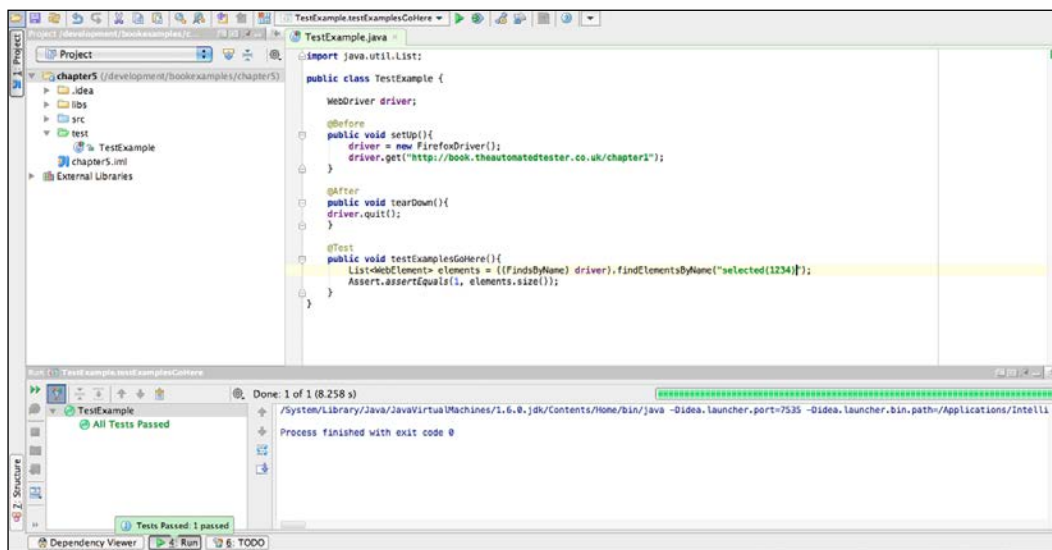 TestExample.testExamplesGoHere
Project (/development/bookexamples/c...
1: Project
Project
chapter5 (/development/bookexamples/chapter5)
.idea
libs
src
test
TestExample
chapter5.iml
External Libraries
TestExample.java
import java.util.List;
public class TestExample {
WebDriver driver;
@Before
public void setUp(){
driver = new FirefoxDriver();
driver.get("http://book.theautomatedtester.co.uk/chapter1");
}
@After
public void tearDown(){
driver.quit();
}
@Test
public void testExamplesGoHere(){
List<WebElement> elements = ((FindsByName) driver).findElementsByName("selected(1234)");
Assert.assertEquals(1, elements.size());
}
}
Run TestExample.testExamplesGoHere
Done: 1 of 1 (8.258 s)
TestExample
All Tests Passed
/System/Library/Java/JavaVirtualMachines/1.6.0.jdk/Contents/Home/bin/java -Didea.launcher.port=7535 -Didea.launcher.bin.path=/Applications/Intelli
Process finished with exit code 0
Z: Structure
Tests Passed: 1 passed
Dependency Viewer
4: Run
6: TODO